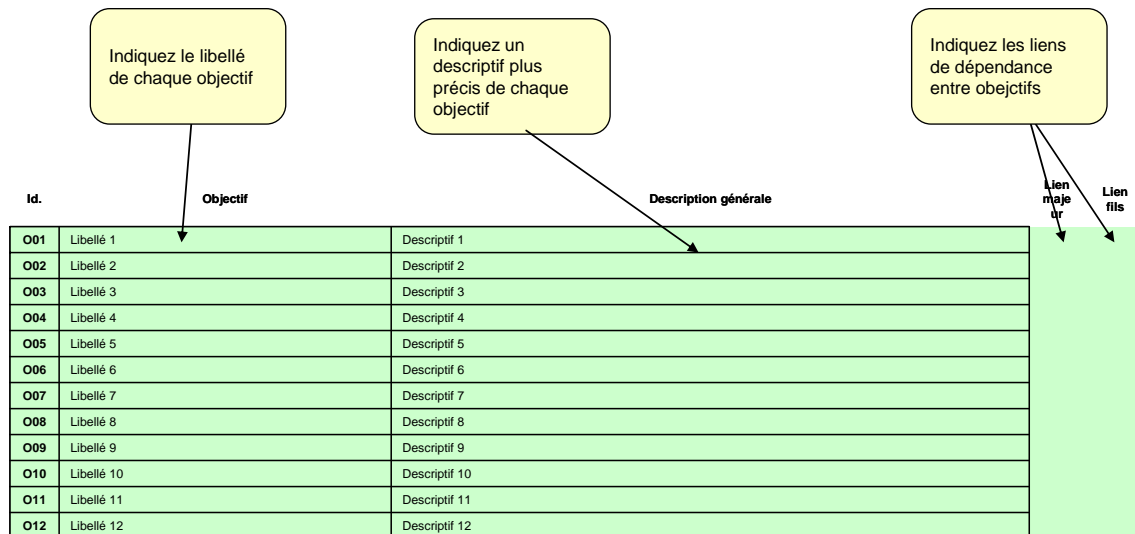 Indiquez le libellé
de chaque objectif
Indiquez un
descriptif plus
précis de chaque
objectif
Indiquez les liens
de dépendance
entre obejctifs
Id.
Objectif
Description générale
Lien
maje
ur
Lien
fils
O01 Libellé 1 Descriptif 1
O02 Libellé 2 Descriptif 2
O03 Libellé 3 Descriptif 3
O04 Libellé 4 Descriptif 4
O05 Libellé 5 Descriptif 5
O06 Libellé 6 Descriptif 6
O07 Libellé 7 Descriptif 7
O08 Libellé 8 Descriptif 8
O09 Libellé 9 Descriptif 9
O10 Libellé 10 Descriptif 10
O11 Libellé 11 Descriptif 11
O12 Libellé 12 Descriptif 12